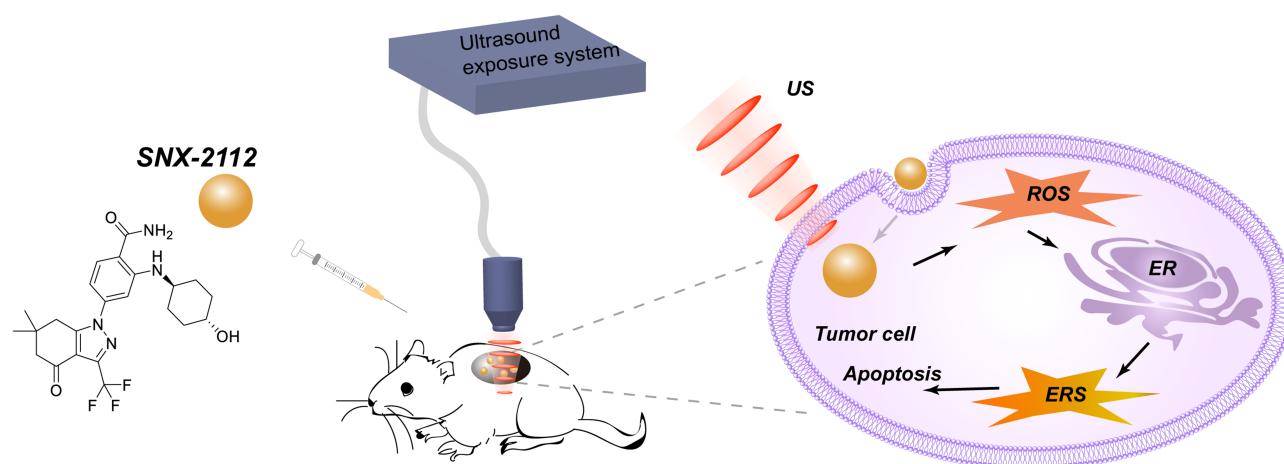 Ultrasound
exposure system
US
SNX-2112
O
NH₂
H
N
OH
N
N
O
F
F
F
ROS
ER
Tumor cell
Apoptosis
ERS